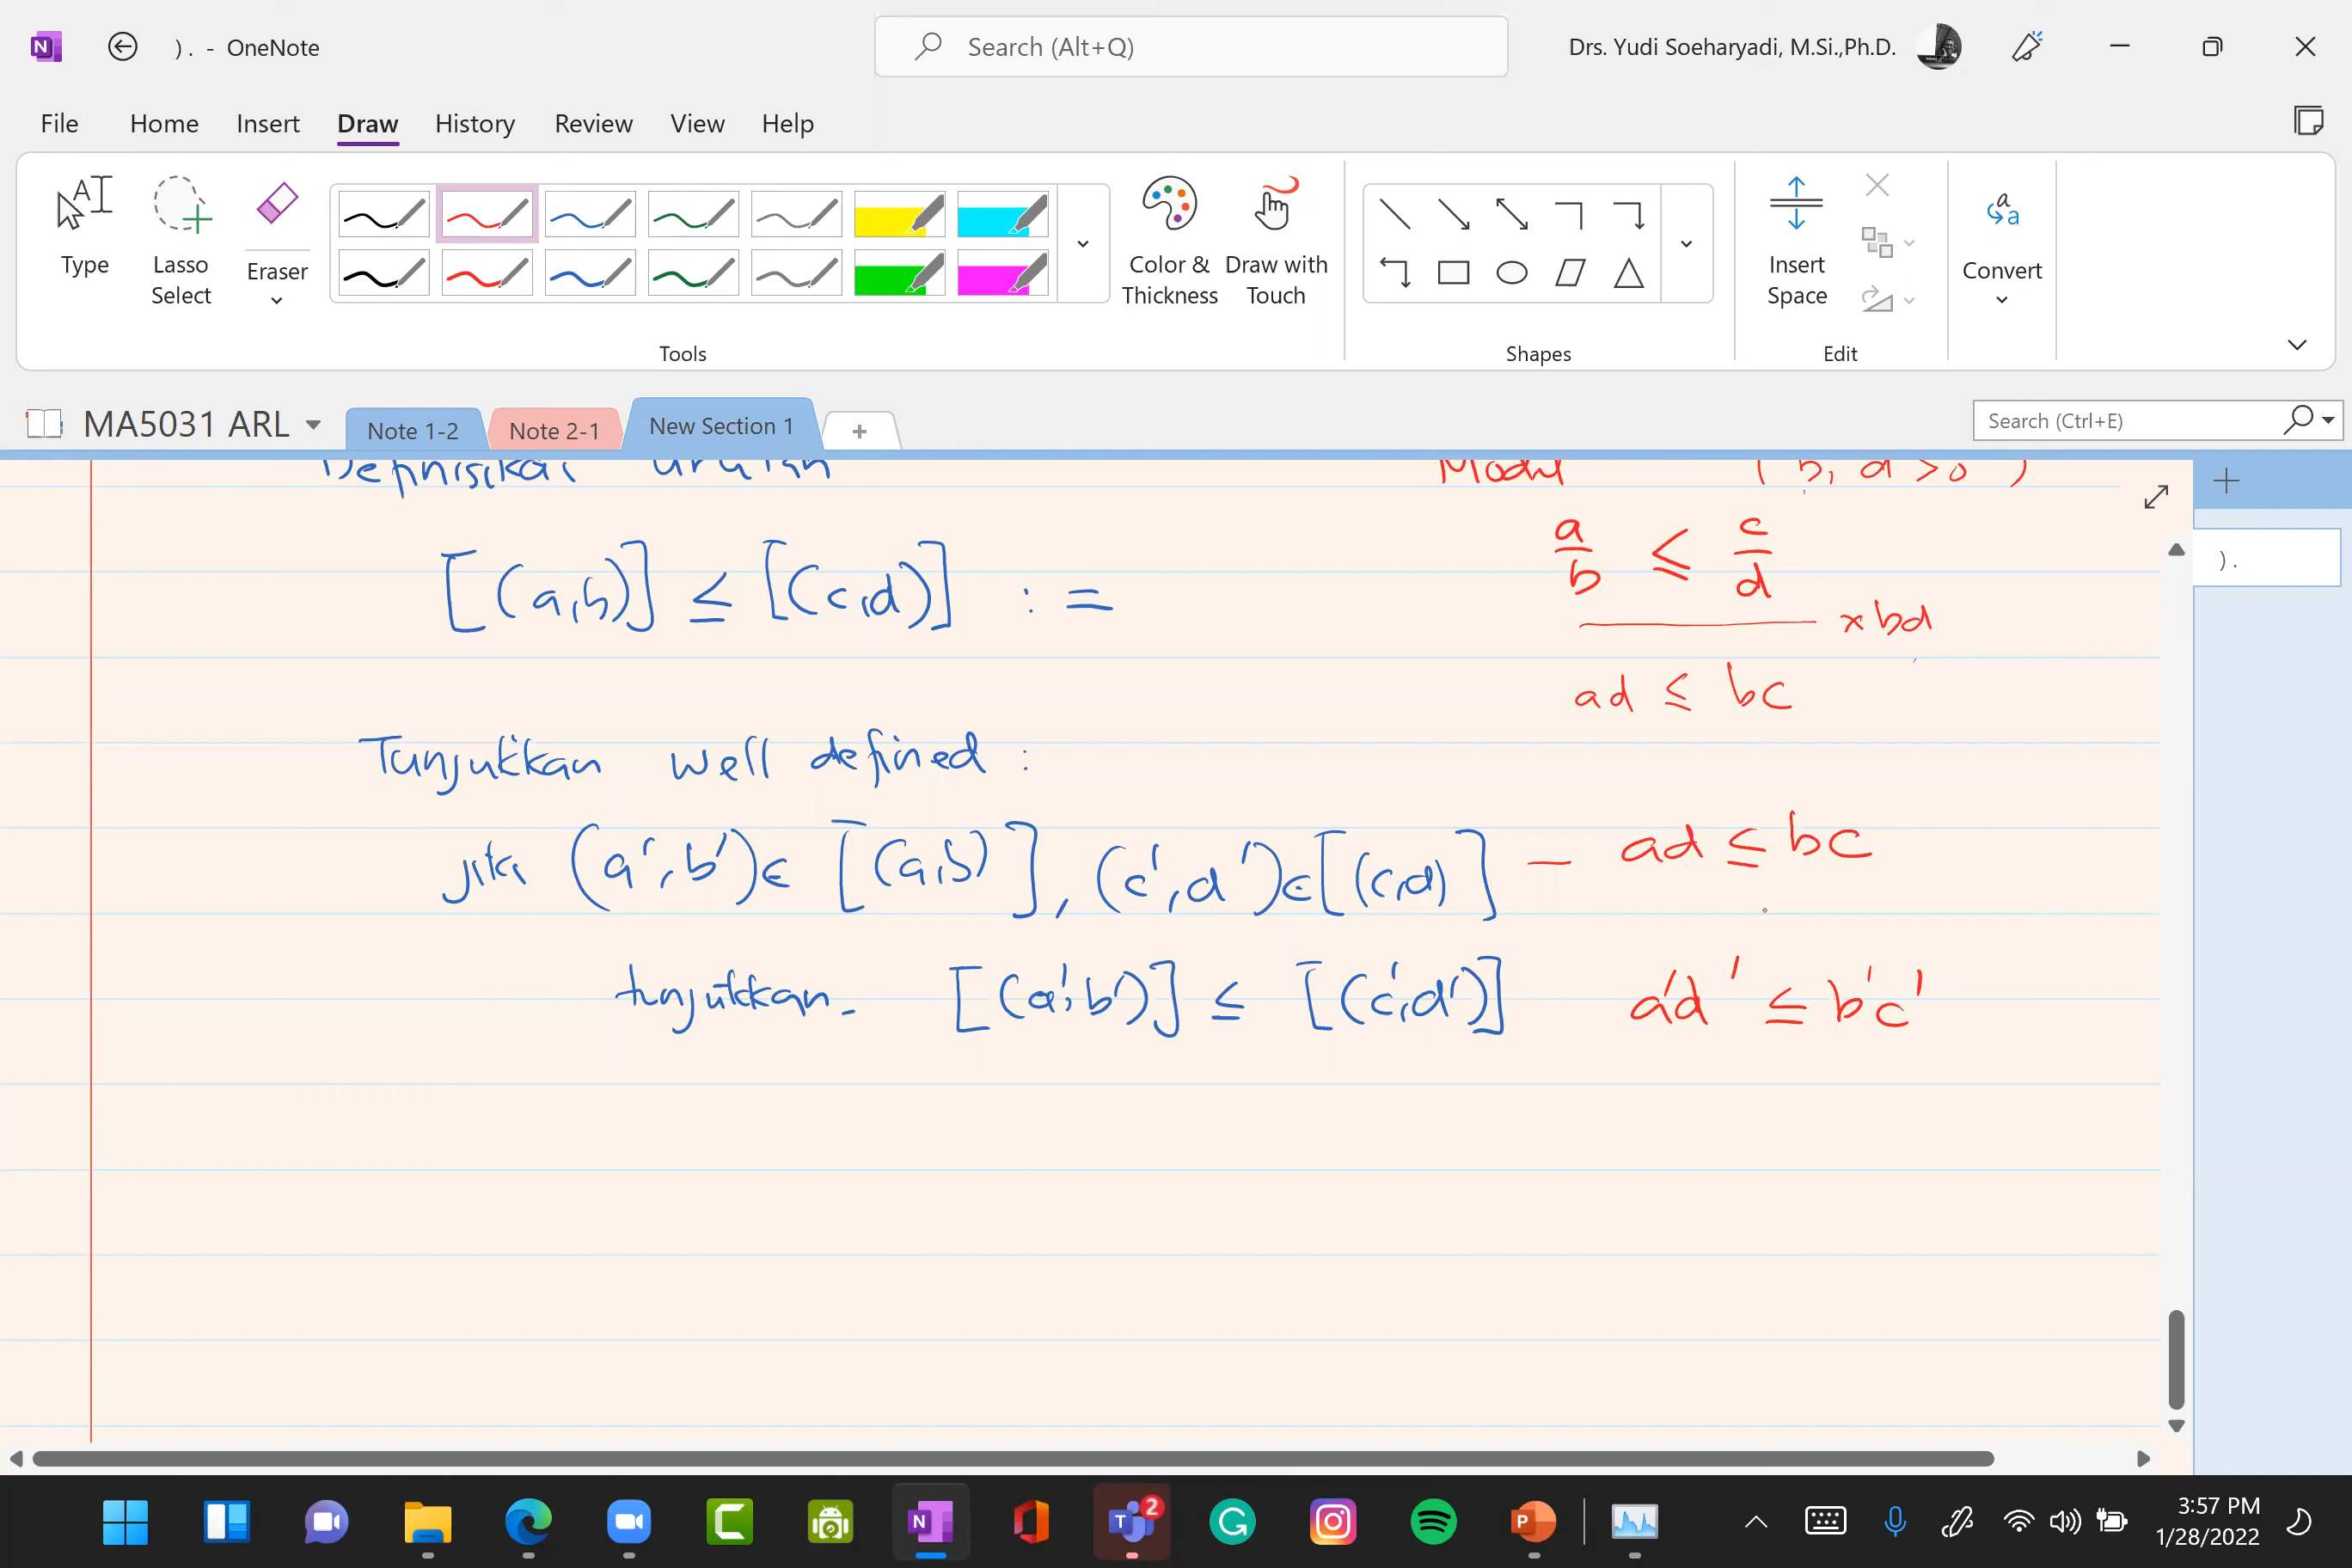 ) . - OneNote
Search (Alt+Q)
Drs. Yudi Soeharyadi, M.Si.,Ph.D.
File Home Insert Draw History Review View Help
Type
Lasso Select
Eraser
Color & Thickness
Draw with Touch
Insert Space
Convert
Tools
Shapes
Edit
MA5031 ARL
Note 1-2
Note 2-1
New Section 1
Search (Ctrl+E)
) .
Model ( b, d >0 )
[(a,b)] ≤ [(c,d)] :=
a/b ≤ c/d
× bd
ad ≤ bc
Tunjukkan well defined :
jika (a',b')∈ [(a,b)], (c',d')∈[(c,d)] — ad ≤ bc
tunjukkan. [(a',b')] ≤ [(c',d')] a'd' ≤ b'c'
2
3:57 PM
1/28/2022